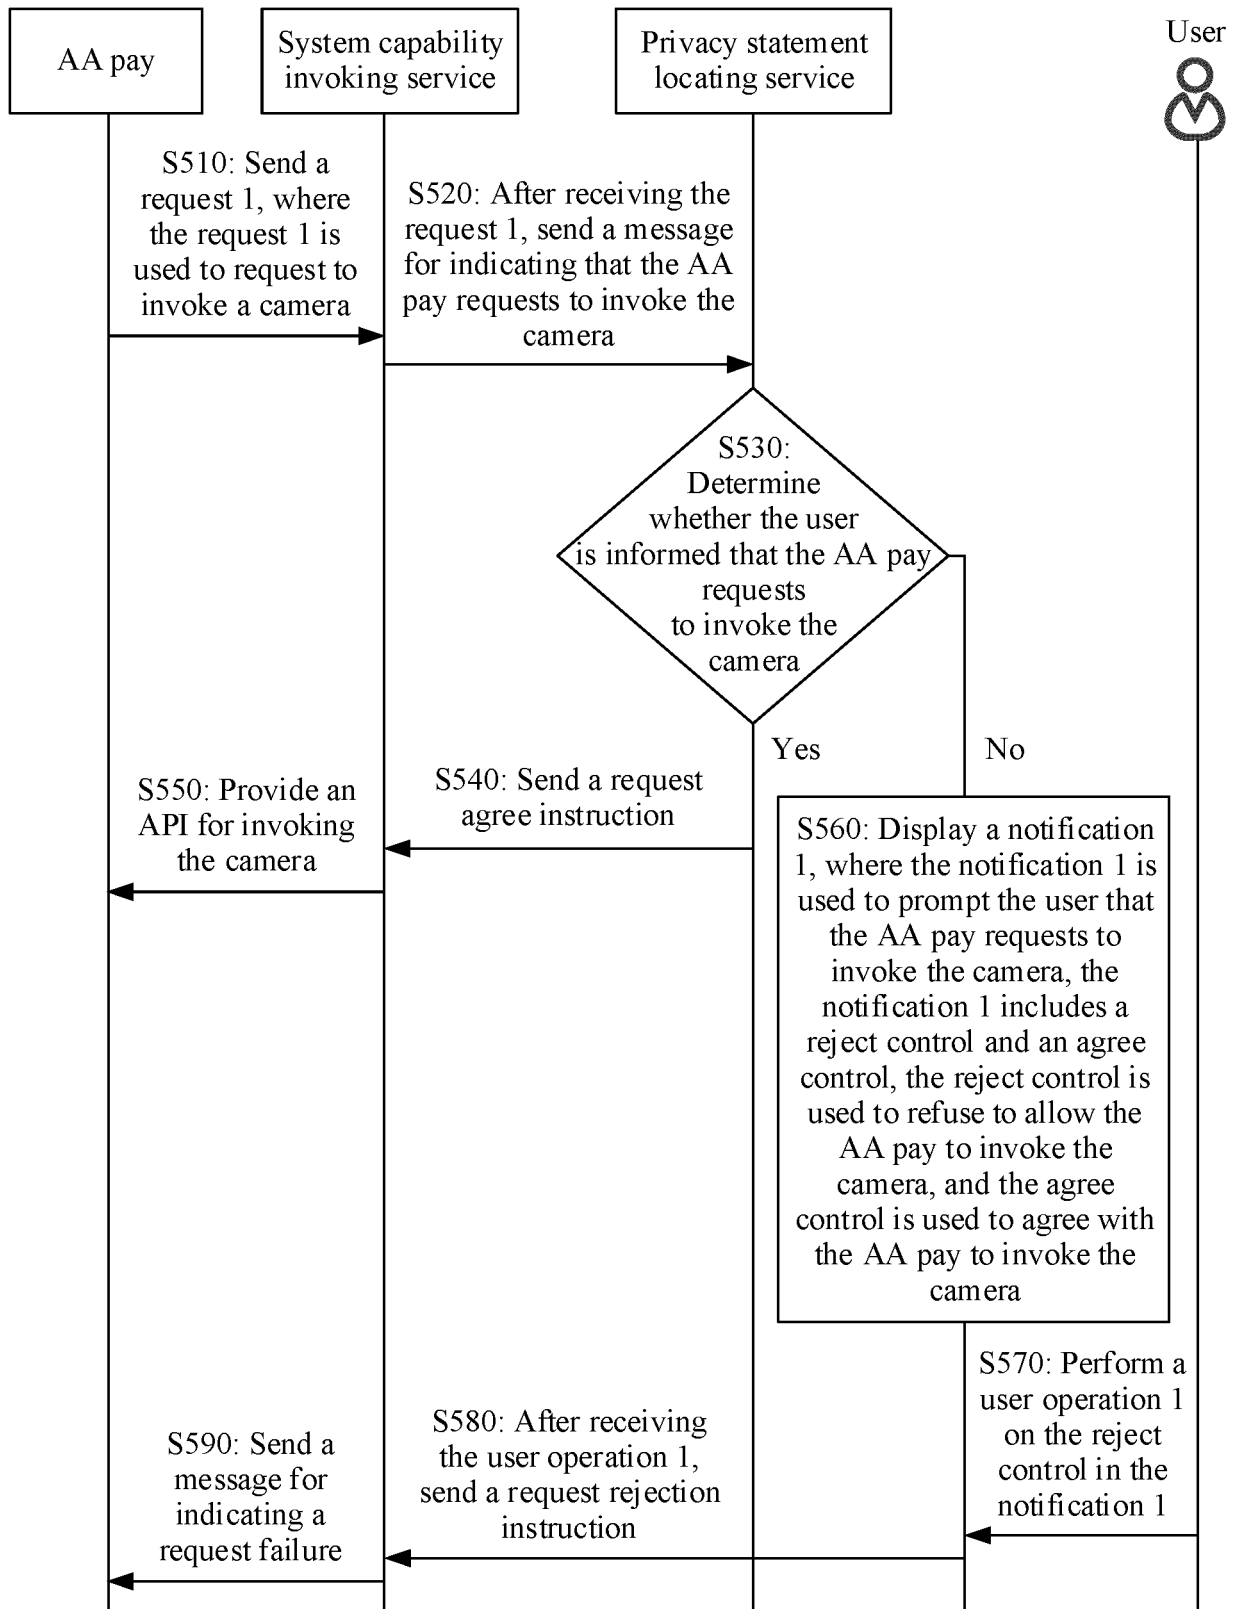 AA pay
System capability
invoking service
Privacy statement
locating service
User
S510: Send a
request 1, where
the request 1 is
used to request to
invoke a camera
S520: After receiving the
request 1, send a message
for indicating that the AA
pay requests to invoke the
camera
S530:
Determine
whether the user
is informed that the AA pay
requests
to invoke the
camera
Yes
No
S540: Send a request
agree instruction
S550: Provide an
API for invoking
the camera
S560: Display a notification
1, where the notification 1 is
used to prompt the user that
the AA pay requests to
invoke the camera, the
notification 1 includes a
reject control and an agree
control, the reject control is
used to refuse to allow the
AA pay to invoke the
camera, and the agree
control is used to agree with
the AA pay to invoke the
camera
S570: Perform a
user operation 1
on the reject
control in the
notification 1
S580: After receiving
the user operation 1,
send a request rejection
instruction
S590: Send a
message for
indicating a
request failure